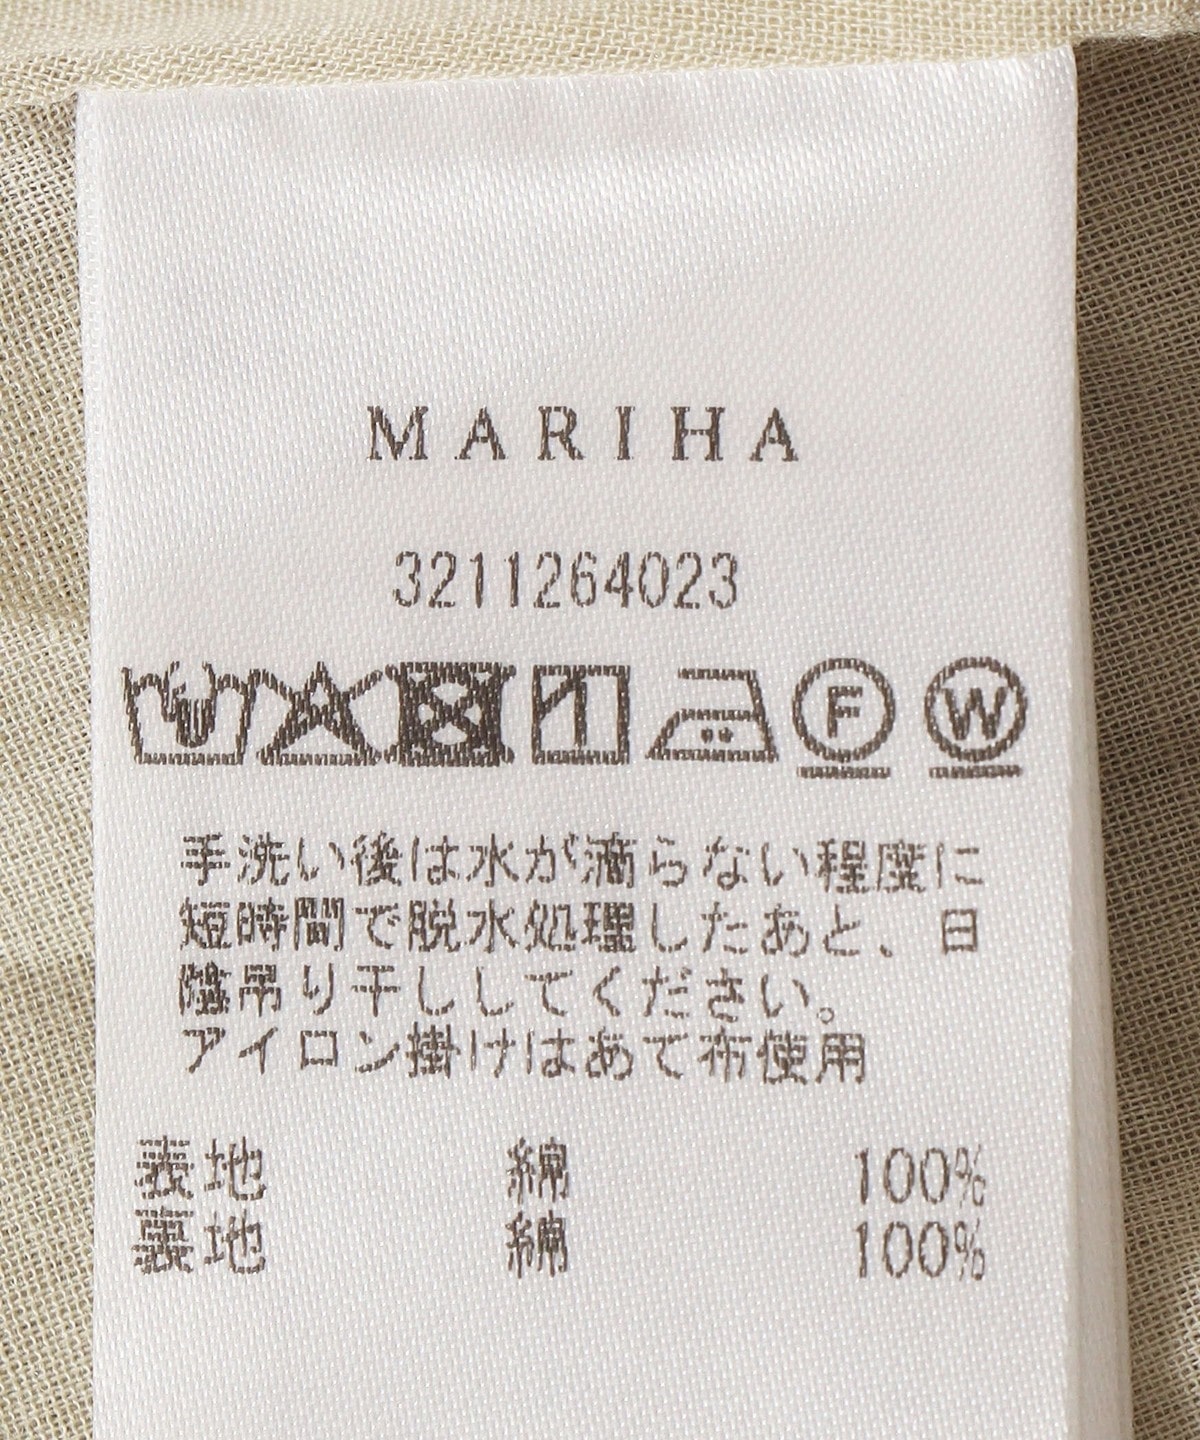 MARIHA
3211264023
F W
手洗い後は水が滴らない程度に
短時間で脱水処理したあと、日
陰吊り干ししてください。
アイロン掛けはあて布使用
表地 綿 100%
裏地 綿 100%